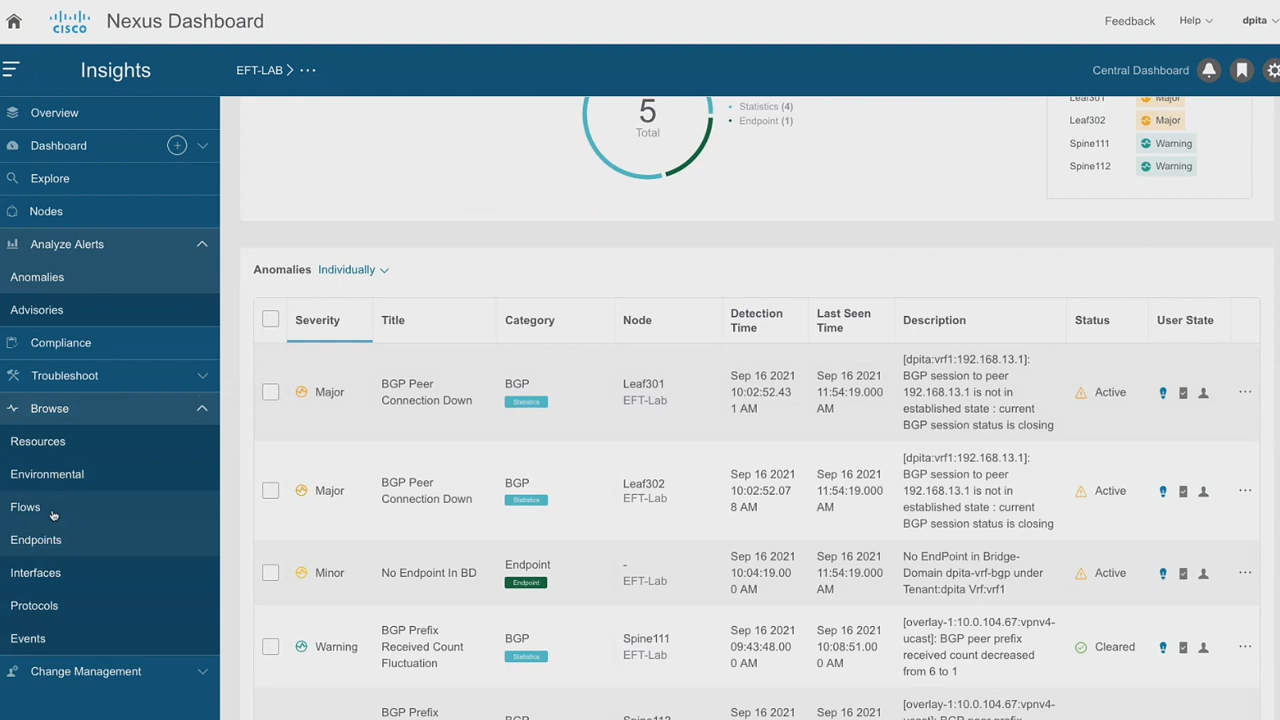 CISCO
Nexus Dashboard
Feedback
Help
dpita
Insights
EFT-LAB
Central Dashboard
Overview
Dashboard
Explore
Nodes
Analyze Alerts
Anomalies
Advisories
Compliance
Troubleshoot
Browse
Resources
Environmental
Flows
Endpoints
Interfaces
Protocols
Events
Change Management
5
Total
Statistics (4)
Endpoint (1)
Leaf301 Major
Leaf302 Major
Spine111 Warning
Spine112 Warning
Anomalies Individually
Severity Title Category Node Detection Time Last Seen Time Description Status User State
Major
BGP Peer
Connection Down
BGP
Statistics
Leaf301
EFT-Lab
Sep 16 2021
10:02:52.43
1 AM
Sep 16 2021
11:54:19.000
AM
[dpita:vrf1:192.168.13.1]:
BGP session to peer
192.168.13.1 is not in
established state : current
BGP session status is closing
Active
Major
BGP Peer
Connection Down
BGP
Statistics
Leaf302
EFT-Lab
Sep 16 2021
10:02:52.07
8 AM
Sep 16 2021
11:54:19.000
AM
[dpita:vrf1:192.168.13.1]:
BGP session to peer
192.168.13.1 is not in
established state : current
BGP session status is closing
Active
Minor
No Endpoint In BD
Endpoint
Endpoint
-
EFT-Lab
Sep 16 2021
10:04:19.00
0 AM
Sep 16 2021
11:54:19.000
AM
No EndPoint in Bridge-
Domain dpita-vrf-bgp under
Tenant:dpita Vrf:vrf1
Active
Warning
BGP Prefix
Received Count
Fluctuation
BGP
Statistics
Spine111
EFT-Lab
Sep 16 2021
09:43:48.00
0 AM
Sep 16 2021
10:08:51.00
0 AM
[overlay-1:10.0.104.67:vpnv4-
ucast]: BGP peer prefix
received count decreased
from 6 to 1
Cleared
BGP Prefix
Spine112
Sep 16 2021
Sep 16 2021
[overlay-1:10.0.104.67:vpnv4-
ucast]: BGP peer prefix